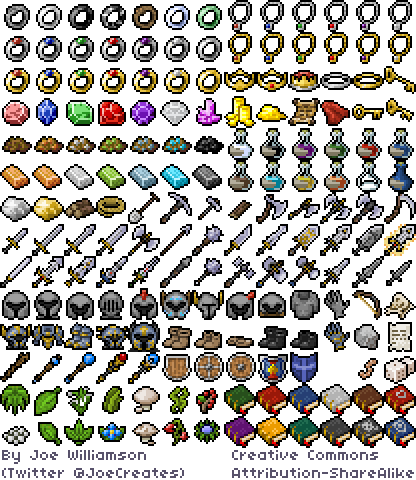 By Joe Williamson
(Twitter @JoeCreates)
Creative Commons
Attribution-ShareAlike